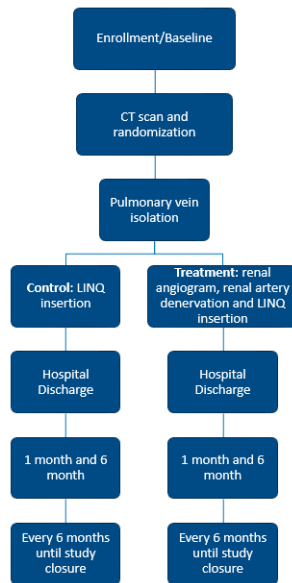 Enrollment/Baseline
CT scan and
randomization
Pulmonary vein
isolation
Control: LINQ
insertion
Treatment: renal
angiogram, renal artery
denervation and LINQ
insertion
Hospital
Discharge
Hospital
Discharge
1 month and 6
month
1 month and 6
month
Every 6 months
until study
closure
Every 6 months
until study
closure